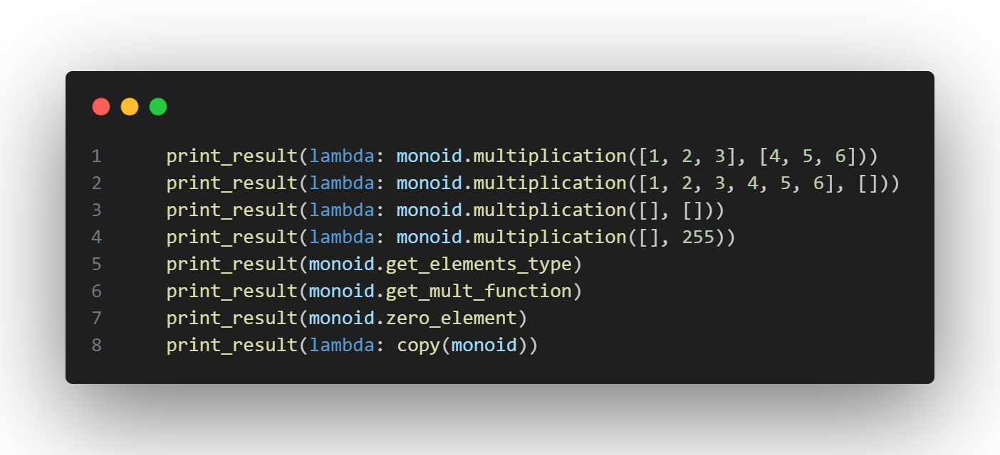 1 print_result(lambda: monoid.multiplication([1, 2, 3], [4, 5, 6]))
2 print_result(lambda: monoid.multiplication([1, 2, 3, 4, 5, 6], []))
3 print_result(lambda: monoid.multiplication([], []))
4 print_result(lambda: monoid.multiplication([], 255))
5 print_result(monoid.get_elements_type)
6 print_result(monoid.get_mult_function)
7 print_result(monoid.zero_element)
8 print_result(lambda: copy(monoid))